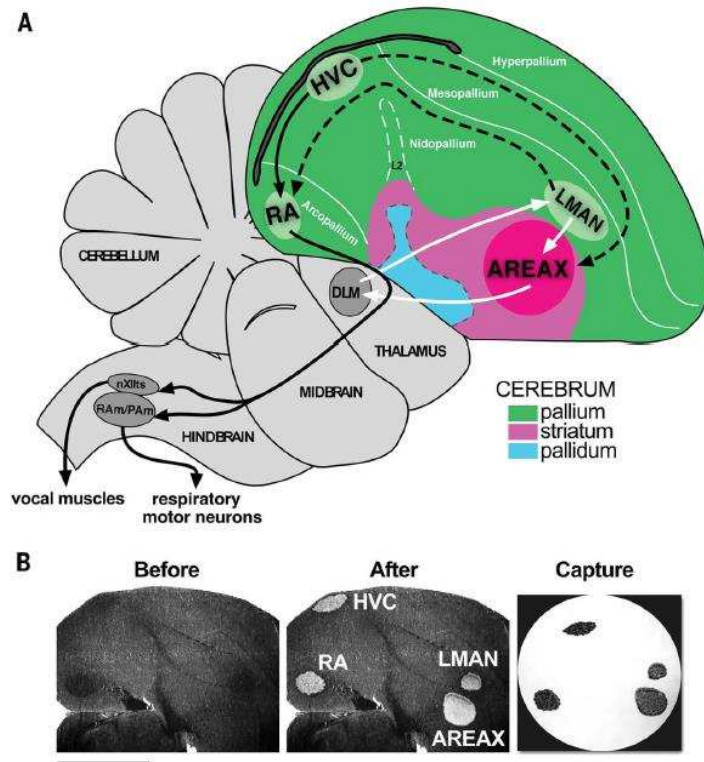 A
HVC
Hyperpallium
Mesopallium
Nidopallium
L2
LMAN
RA
Arcopallium
AREAX
CEREBELLUM
DLM
THALAMUS
nXIIts
MIDBRAIN
RAm/PAm
HINDBRAIN
CEREBRUM
pallium
striatum
pallidum
vocal muscles
respiratory
motor neurons
B
Before
After
Capture
HVC
RA
LMAN
AREAX